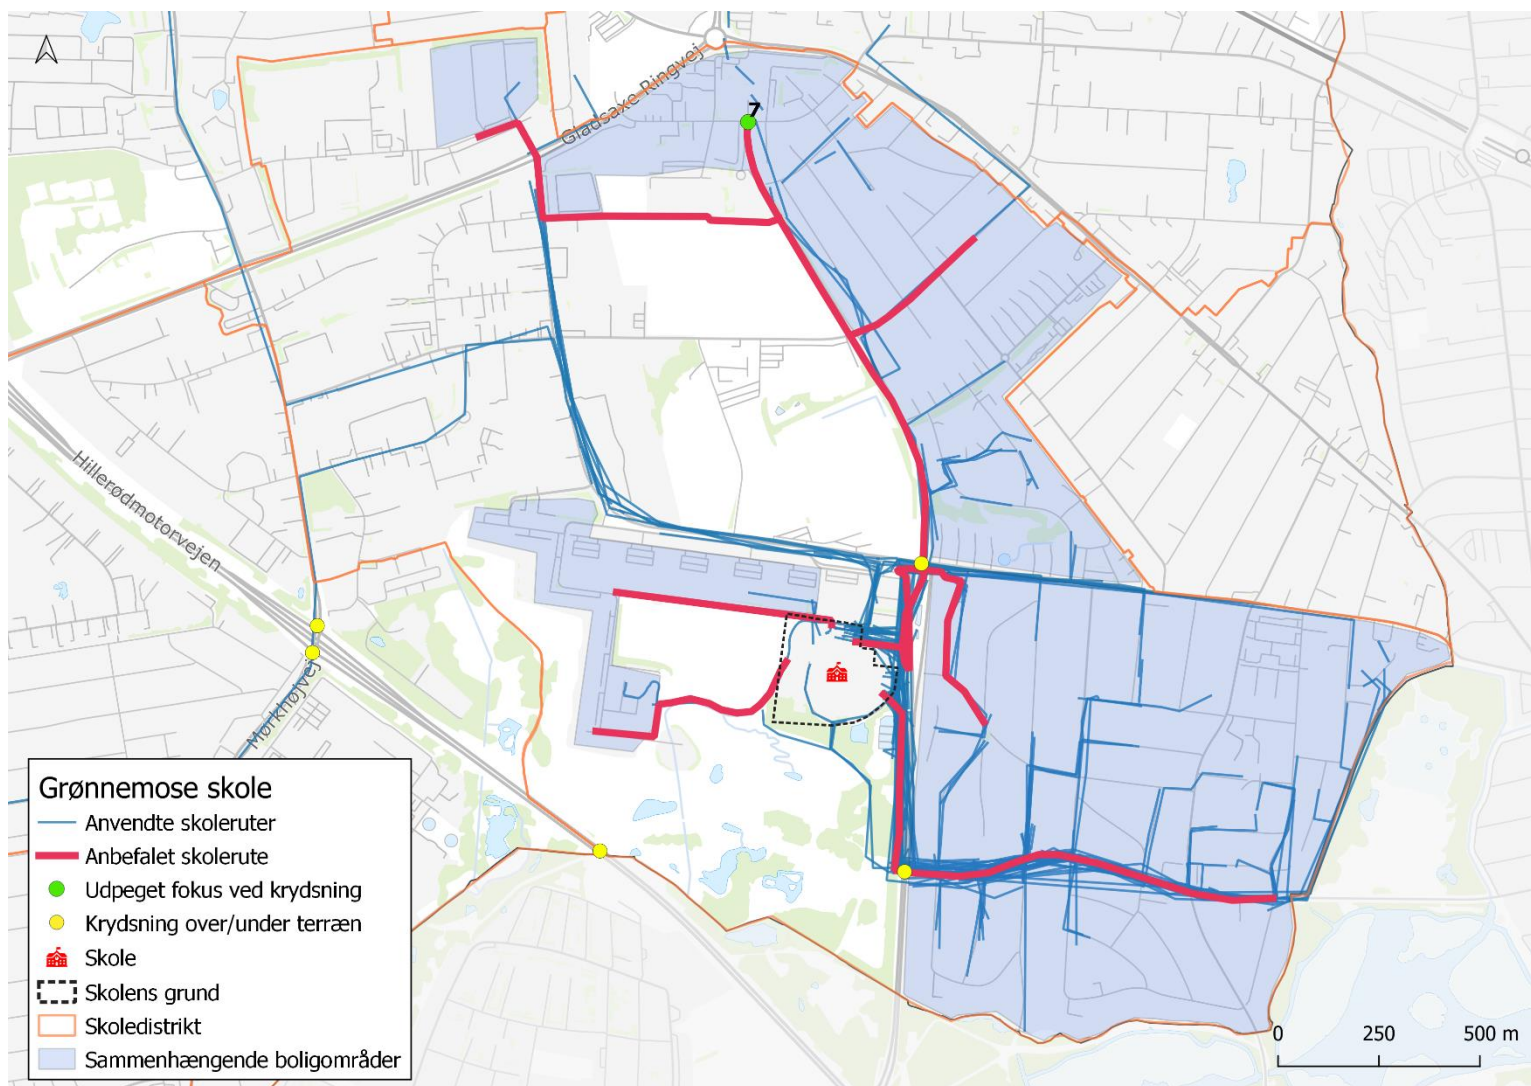 Gladsaxe Ringvej
7
Hillerødmotorvejen
Mørkhøjvej
Grønnemose skole
Anvendte skoleruter
Anbefalet skolerute
Udpeget fokus ved krydsning
Krydsning over/under terræn
Skole
Skolens grund
Skoledistrikt
Sammenhængende boligområder
0 250 500 m